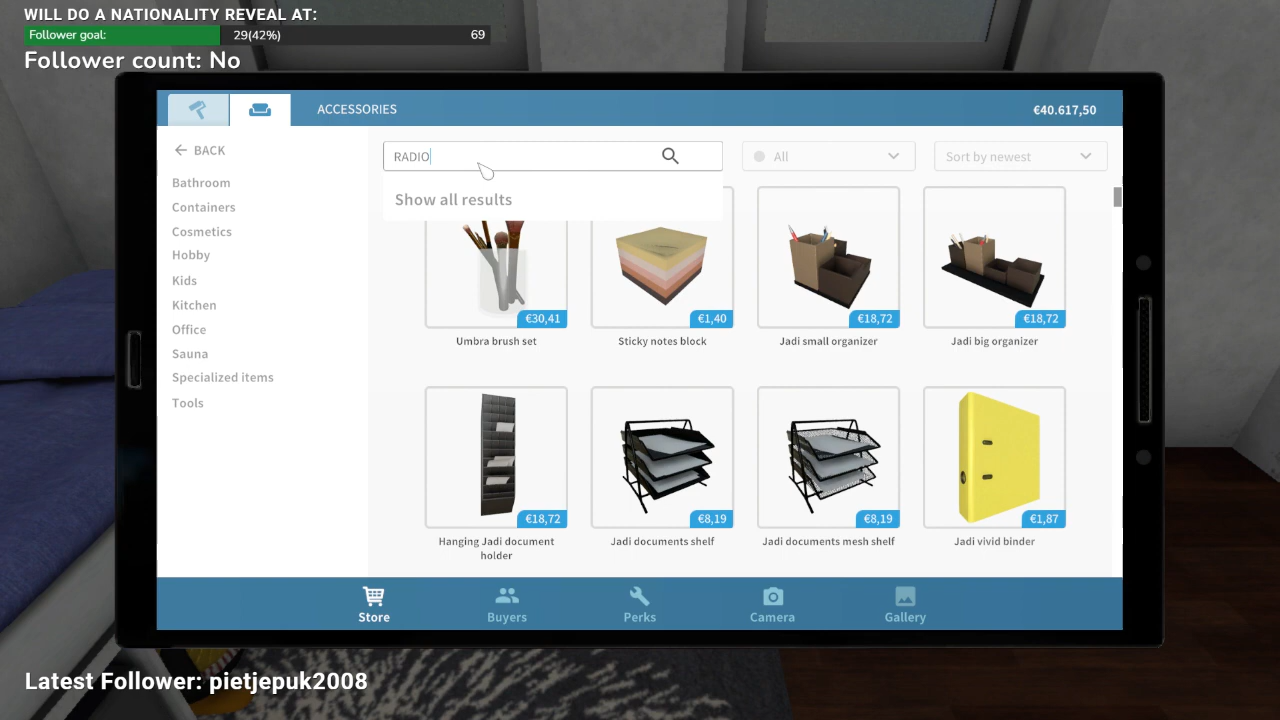 WILL DO A NATIONALITY REVEAL AT:
Follower goal: 29(42%) 69
Follower count: No
ACCESSORIES €40.617,50
BACK
Bathroom
Containers
Cosmetics
Hobby
Kids
Kitchen
Office
Sauna
Specialized items
Tools
RADIO All Sort by newest
Show all results
€30,41 €1,40 €18,72 €18,72
Umbra brush set Sticky notes block Jadi small organizer Jadi big organizer
€18,72 €8,19 €8,19 €1,87
Hanging Jadi document holder Jadi documents shelf Jadi documents mesh shelf Jadi vivid binder
Store Buyers Perks Camera Gallery
Latest Follower: pietjepuk2008